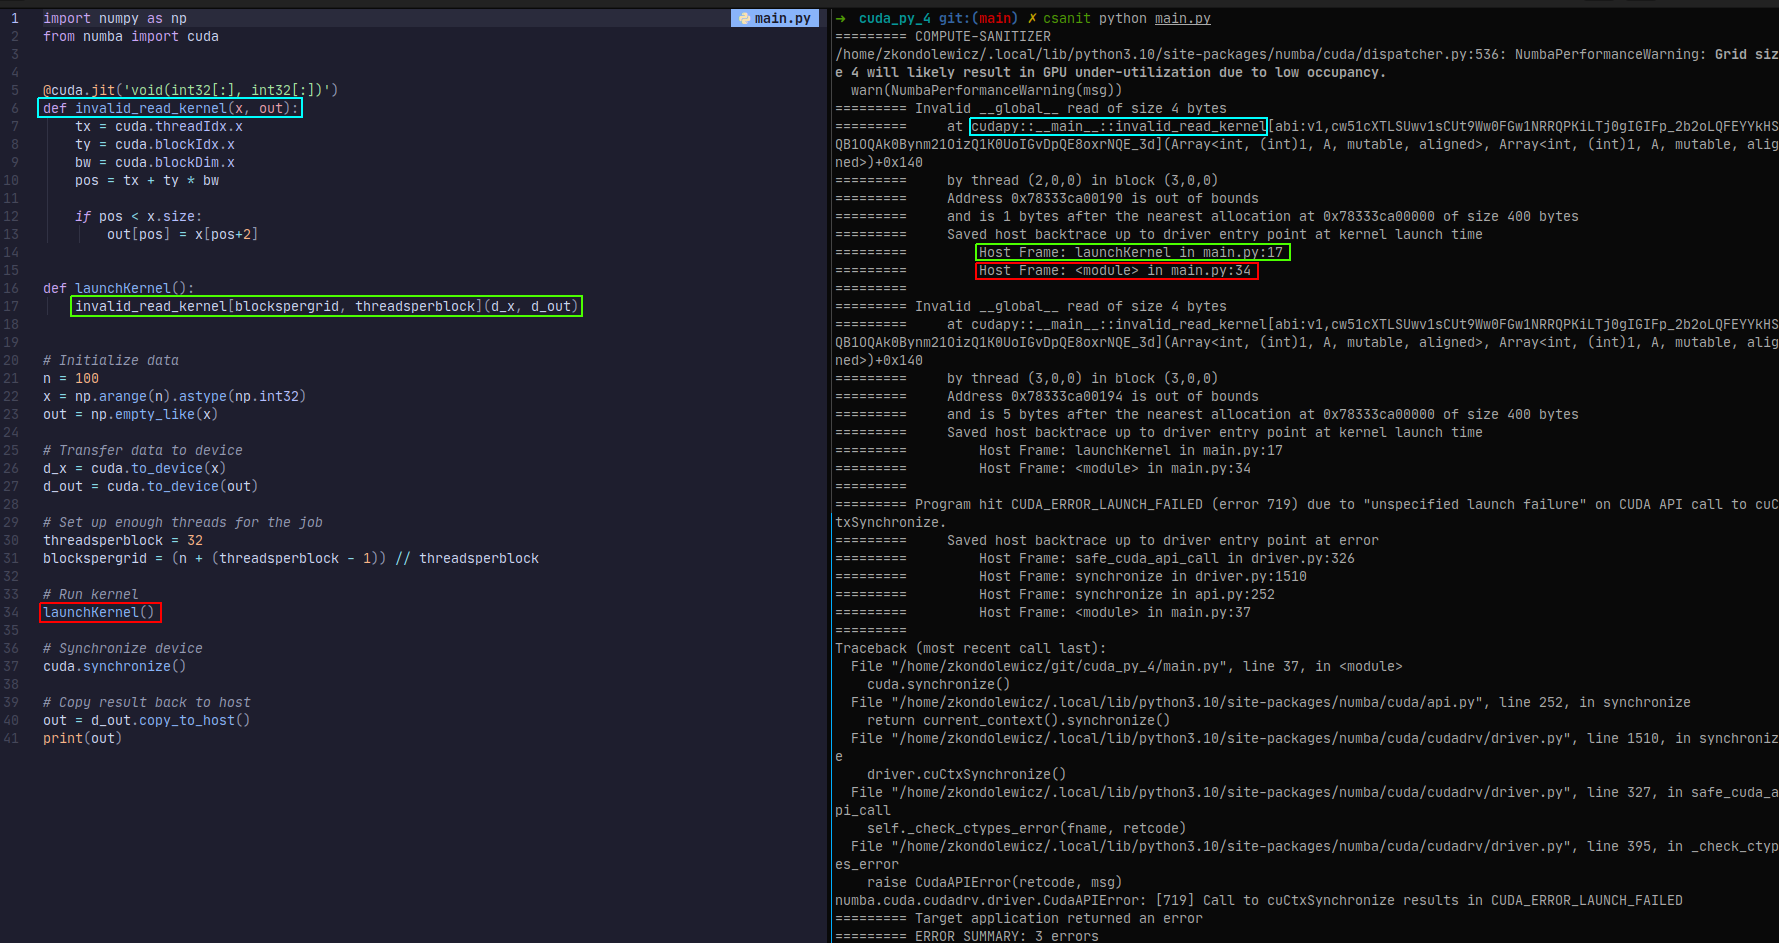 1 import numpy as np
main.py
2 from numba import cuda
3
4
5 @cuda.jit('void(int32[:], int32[:])')
6 def invalid_read_kernel(x, out):
7     tx = cuda.threadIdx.x
8     ty = cuda.blockIdx.x
9     bw = cuda.blockDim.x
10     pos = tx + ty * bw
11
12     if pos < x.size:
13         out[pos] = x[pos+2]
14
15
16 def launchKernel():
17     invalid_read_kernel[blockspergrid, threadsperblock](d_x, d_out)
18
19
20 # Initialize data
21 n = 100
22 x = np.arange(n).astype(np.int32)
23 out = np.empty_like(x)
24
25 # Transfer data to device
26 d_x = cuda.to_device(x)
27 d_out = cuda.to_device(out)
28
29 # Set up enough threads for the job
30 threadsperblock = 32
31 blockspergrid = (n + (threadsperblock - 1)) // threadsperblock
32
33 # Run kernel
34 launchKernel()
35
36 # Synchronize device
37 cuda.synchronize()
38
39 # Copy result back to host
40 out = d_out.copy_to_host()
41 print(out)
→ cuda_py_4 git:(main) ✗ csanit python main.py
========= COMPUTE-SANITIZER
/home/zkondolewicz/.local/lib/python3.10/site-packages/numba/cuda/dispatcher.py:536: NumbaPerformanceWarning: Grid siz
e 4 will likely result in GPU under-utilization due to low occupancy.
  warn(NumbaPerformanceWarning(msg))
========= Invalid __global__ read of size 4 bytes
=========     at cudapy::__main__::invalid_read_kernel[abi:v1,cw51cXTLSUwv1sCUt9Ww0FGw1NRRQPKiLTj0gIGIFp_2b2oLQFEYYkHS
QB1OQAk0Bynm21OizQ1K0UoIGvDpQE8oxrNQE_3d](Array<int, (int)1, A, mutable, aligned>, Array<int, (int)1, A, mutable, alig
ned>)+0x140
=========     by thread (2,0,0) in block (3,0,0)
=========     Address 0x78333ca00190 is out of bounds
=========     and is 1 bytes after the nearest allocation at 0x78333ca00000 of size 400 bytes
=========     Saved host backtrace up to driver entry point at kernel launch time
=========         Host Frame: launchKernel in main.py:17
=========         Host Frame: <module> in main.py:34
=========
========= Invalid __global__ read of size 4 bytes
=========     at cudapy::__main__::invalid_read_kernel[abi:v1,cw51cXTLSUwv1sCUt9Ww0FGw1NRRQPKiLTj0gIGIFp_2b2oLQFEYYkHS
QB1OQAk0Bynm21OizQ1K0UoIGvDpQE8oxrNQE_3d](Array<int, (int)1, A, mutable, aligned>, Array<int, (int)1, A, mutable, alig
ned>)+0x140
=========     by thread (3,0,0) in block (3,0,0)
=========     Address 0x78333ca00194 is out of bounds
=========     and is 5 bytes after the nearest allocation at 0x78333ca00000 of size 400 bytes
=========     Saved host backtrace up to driver entry point at kernel launch time
=========         Host Frame: launchKernel in main.py:17
=========         Host Frame: <module> in main.py:34
=========
========= Program hit CUDA_ERROR_LAUNCH_FAILED (error 719) due to "unspecified launch failure" on CUDA API call to cuC
txSynchronize.
=========     Saved host backtrace up to driver entry point at error
=========         Host Frame: safe_cuda_api_call in driver.py:326
=========         Host Frame: synchronize in driver.py:1510
=========         Host Frame: synchronize in api.py:252
=========         Host Frame: <module> in main.py:37
=========
Traceback (most recent call last):
  File "/home/zkondolewicz/git/cuda_py_4/main.py", line 37, in <module>
    cuda.synchronize()
  File "/home/zkondolewicz/.local/lib/python3.10/site-packages/numba/cuda/api.py", line 252, in synchronize
    return current_context().synchronize()
  File "/home/zkondolewicz/.local/lib/python3.10/site-packages/numba/cuda/cudadrv/driver.py", line 1510, in synchroniz
e
    driver.cuCtxSynchronize()
  File "/home/zkondolewicz/.local/lib/python3.10/site-packages/numba/cuda/cudadrv/driver.py", line 327, in safe_cuda_a
pi_call
    self._check_ctypes_error(fname, retcode)
  File "/home/zkondolewicz/.local/lib/python3.10/site-packages/numba/cuda/cudadrv/driver.py", line 395, in _check_ctyp
es_error
    raise CudaAPIError(retcode, msg)
numba.cuda.cudadrv.driver.CudaAPIError: [719] Call to cuCtxSynchronize results in CUDA_ERROR_LAUNCH_FAILED
========= Target application returned an error
========= ERROR SUMMARY: 3 errors